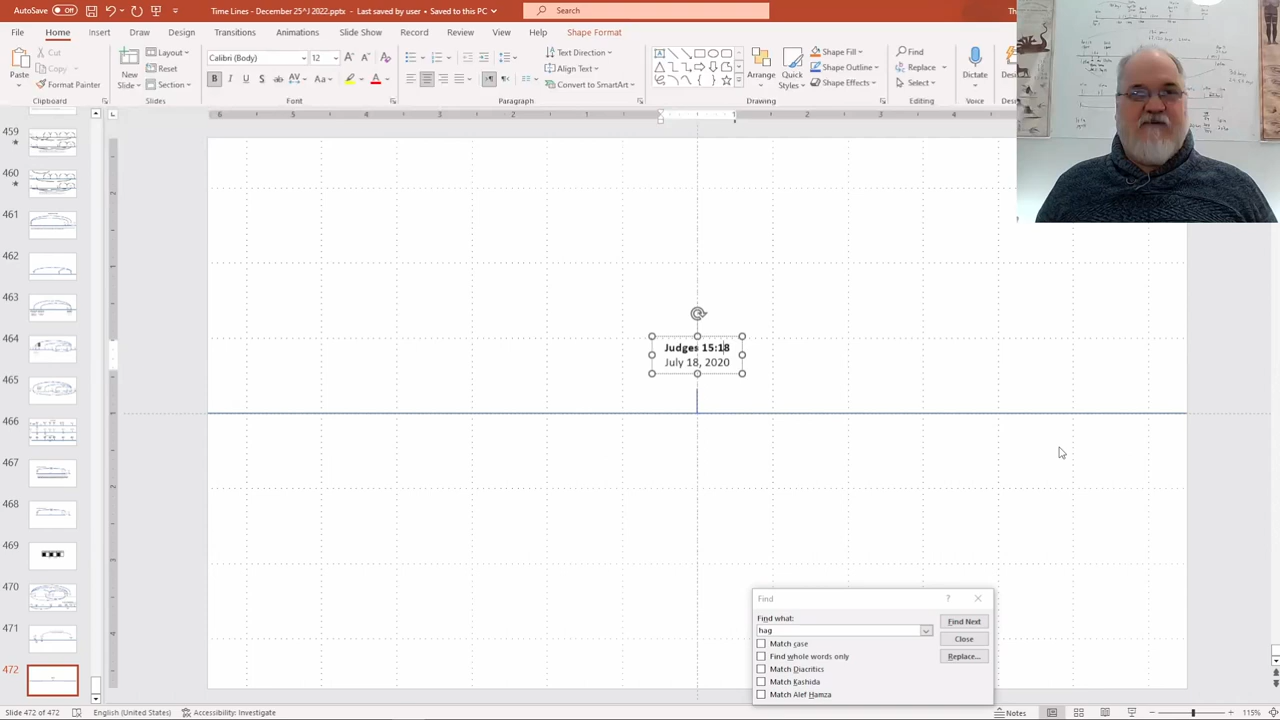 AutoSave Off
Time Lines - December 25^J 2022.pptx • Last saved by user • Saved to this PC
Search
File Home Insert Draw Design Transitions Animations Slide Show Record Review View Help Shape Format
Paste
Cut
Copy
Format Painter
Clipboard
New Slide
Layout
Reset
Section
Slides
Calibri (Body) 12
B I U S ab AV Aa A
Font
Text Direction
Align Text
Convert to SmartArt
Paragraph
Arrange
Quick Styles
Shape Fill
Shape Outline
Shape Effects
Drawing
Find
Replace
Select
Editing
Dictate
Voice
459
460
461
462
463
464
465
466
467
468
469
470
471
472
Judges 15:18
July 18, 2020
Find
Find what:
hag
Match case
Find whole words only
Match Diacritics
Match Kashida
Match Alef Hamza
Find Next
Close
Replace...
Slide 472 of 472
English (United States)
Accessibility: Investigate
Notes
115%